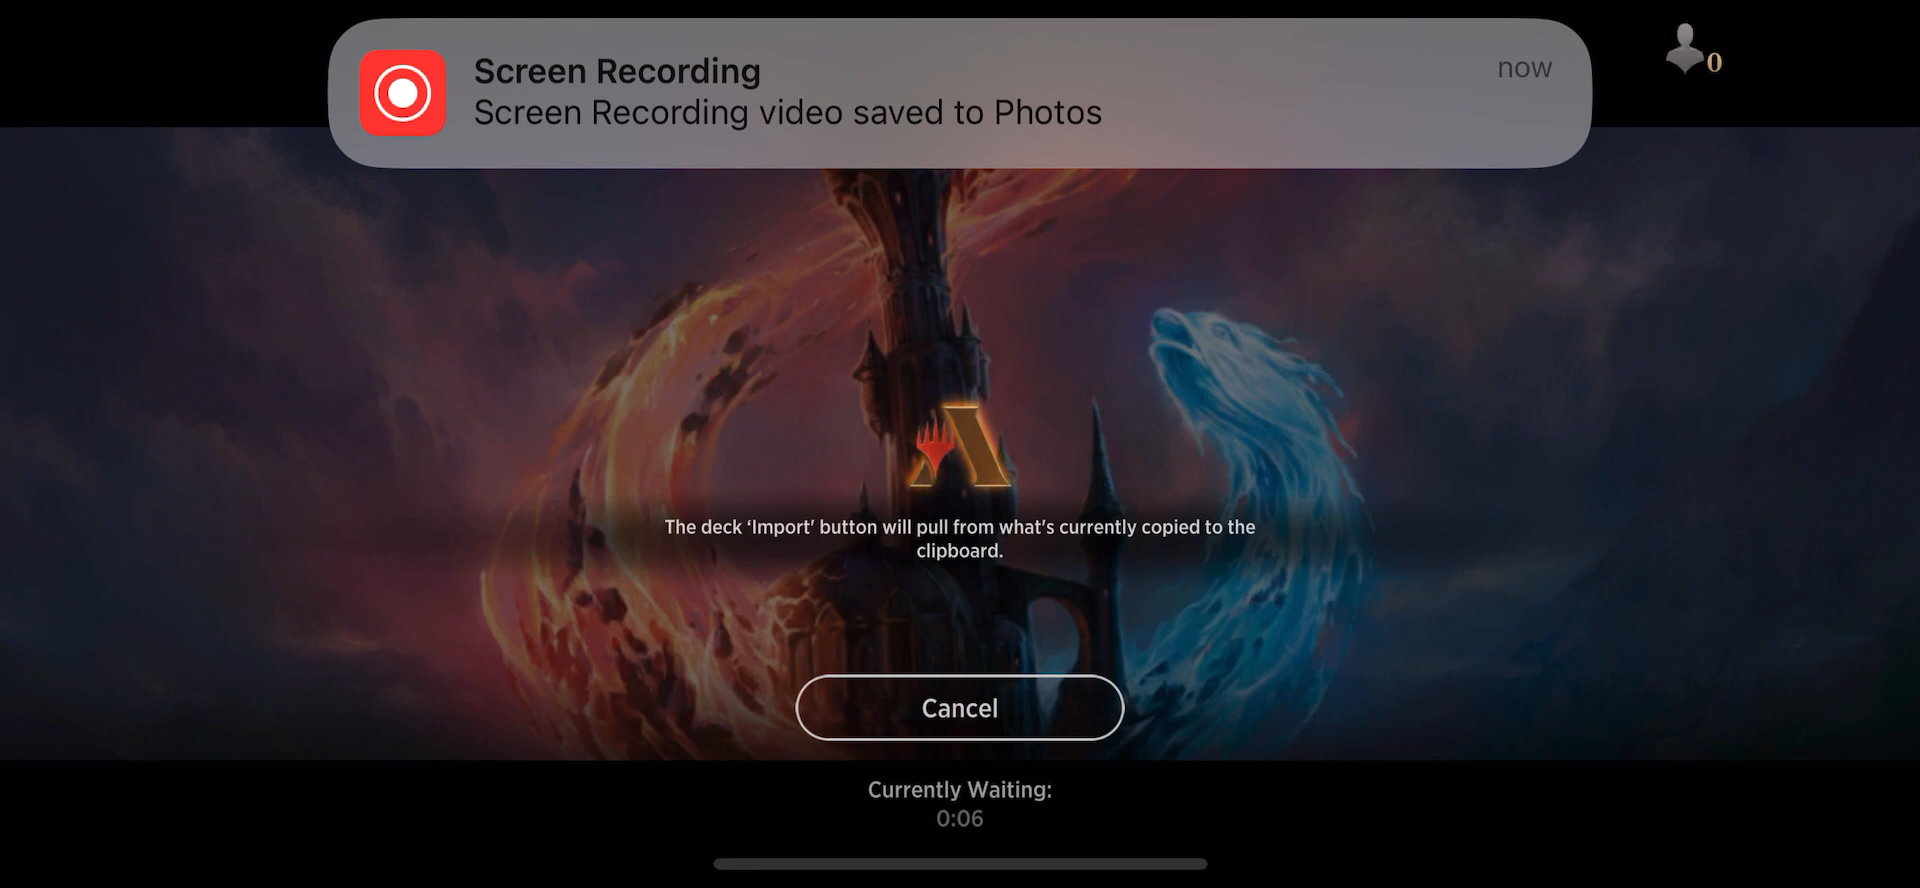 Screen Recording
now
Screen Recording video saved to Photos
0
The deck ‘Import' button will pull from what's currently copied to the
clipboard.
Cancel
Currently Waiting:
0:06